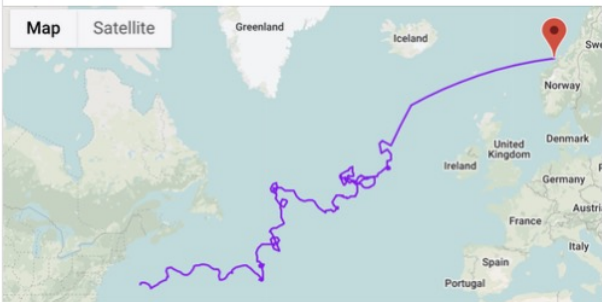 Map Satellite
Greenland
Iceland
Swe
Norway
United
Kingdom
Denmark
Ireland
Germany
Austri
France
Italy
Spain
Portugal